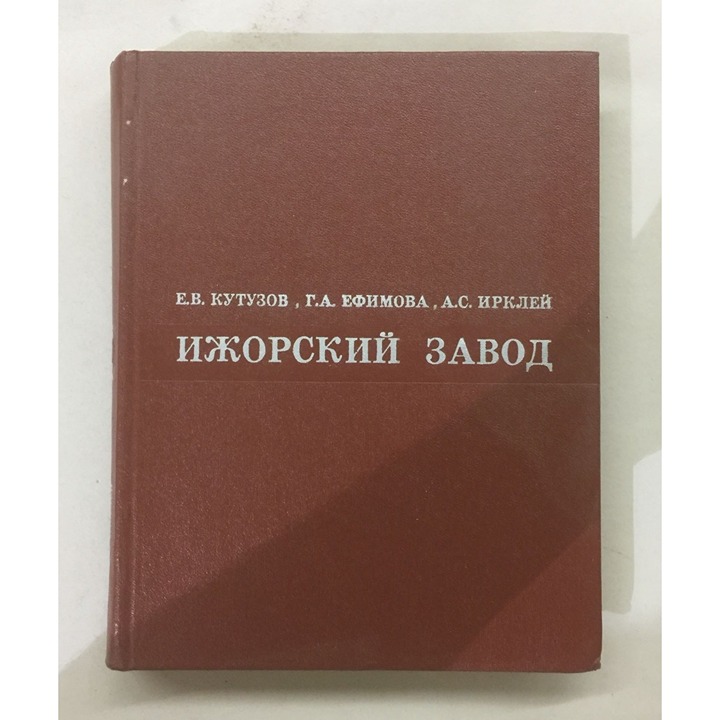 Е.В. КУТУЗОВ , Г.А. ЕФИМОВА , А.С. ИРКЛЕЙ
ИЖОРСКИЙ ЗАВОД